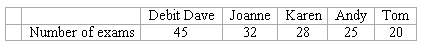 Debit Dave Joanne Karen Andy Tom
Number of exams 45 32 28 25 20